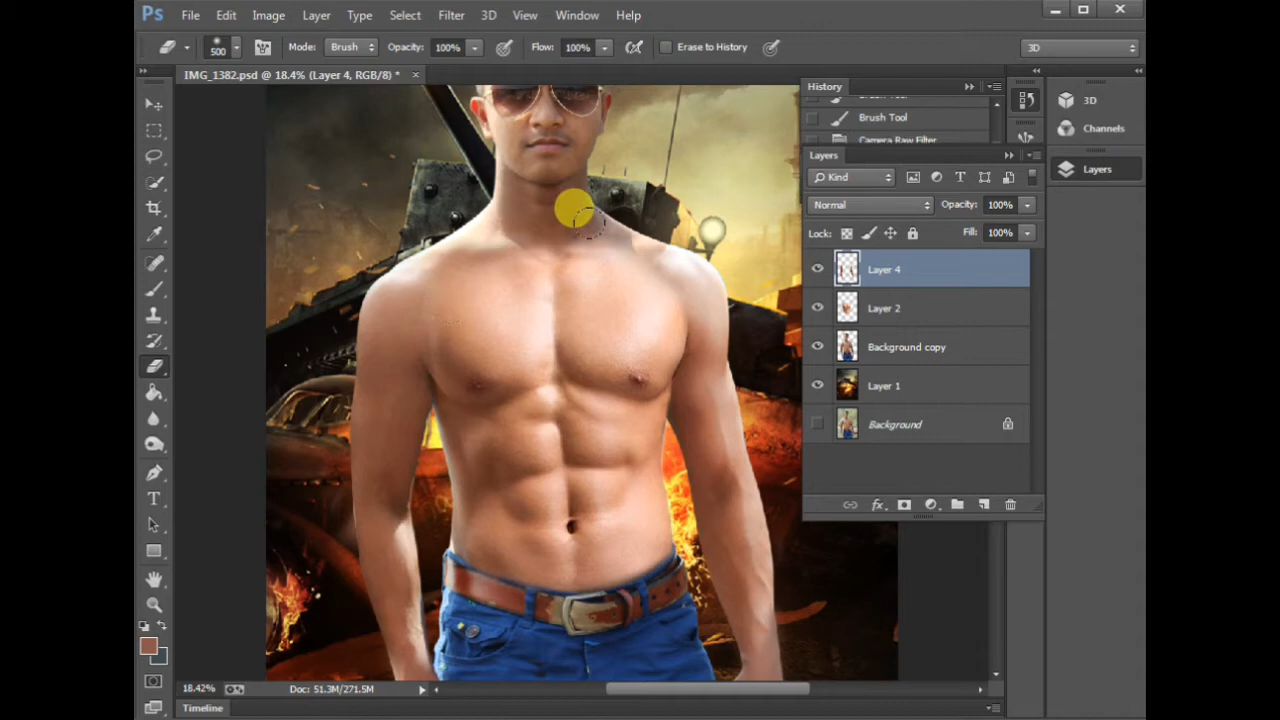 Ps File Edit Image Layer Type Select Filter 3D View Window Help
500 Mode: Brush Opacity: 100% Flow: 100% Erase to History 3D
IMG_1382.psd @ 18.4% (Layer 4, RGB/8) *
History
Brush Tool
Camera Raw Filter
3D
Channels
Layers
Layers
Kind
Normal Opacity: 100%
Lock: Fill: 100%
Layer 4
Layer 2
Background copy
Layer 1
Background
fx
18.42% Doc: 51.3M/271.5M
Timeline